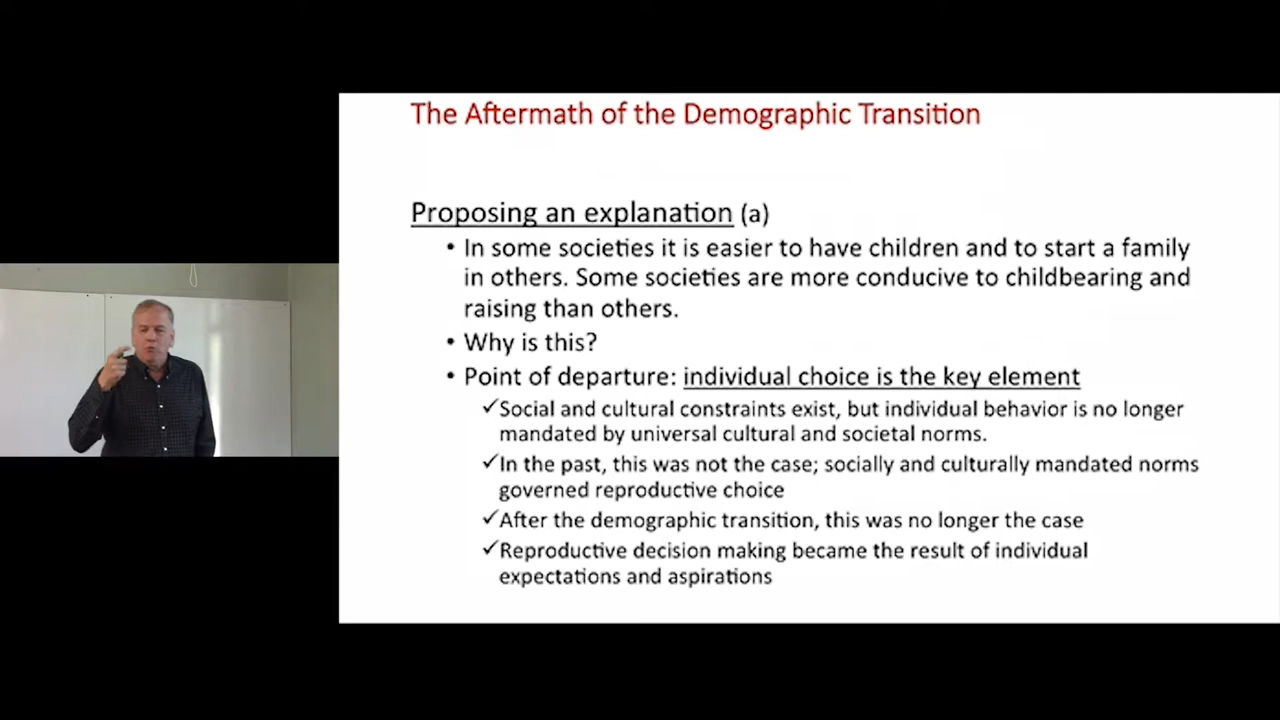 The Aftermath of the Demographic Transition
Proposing an explanation (a)
• In some societies it is easier to have children and to start a family
in others. Some societies are more conducive to childbearing and
raising than others.
• Why is this?
• Point of departure: individual choice is the key element
✓Social and cultural constraints exist, but individual behavior is no longer
mandated by universal cultural and societal norms.
✓In the past, this was not the case; socially and culturally mandated norms
governed reproductive choice
✓After the demographic transition, this was no longer the case
✓Reproductive decision making became the result of individual
expectations and aspirations